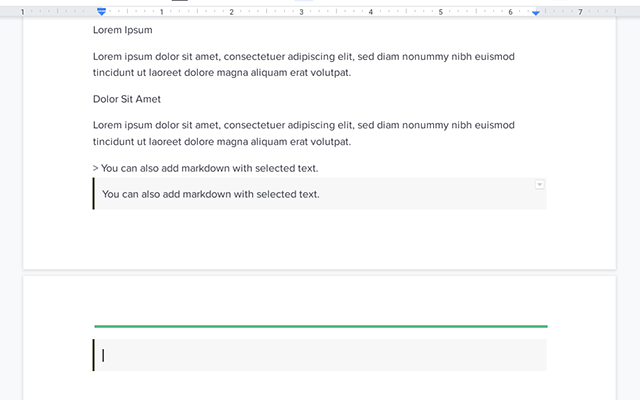 1 1 2 3 4 5 6 7
Lorem Ipsum
Lorem ipsum dolor sit amet, consectetuer adipiscing elit, sed diam nonummy nibh euismod
tincidunt ut laoreet dolore magna aliquam erat volutpat.
Dolor Sit Amet
Lorem ipsum dolor sit amet, consectetuer adipiscing elit, sed diam nonummy nibh euismod
tincidunt ut laoreet dolore magna aliquam erat volutpat.
> You can also add markdown with selected text.
You can also add markdown with selected text.